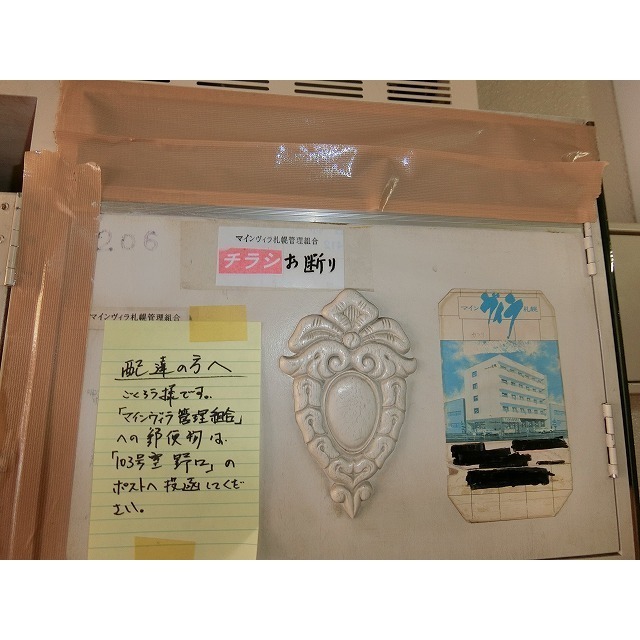 206
マインヴィラ札幌管理組合
チラシお断り
マインヴィラ札幌管理組合
マイン ヴィラ 札幌
配達の方へ
ごくろう様です。
「マインヴィラ管理組合」
への郵便物は、
「103号室 野口」の
ポストへ投函してくだ
さい。